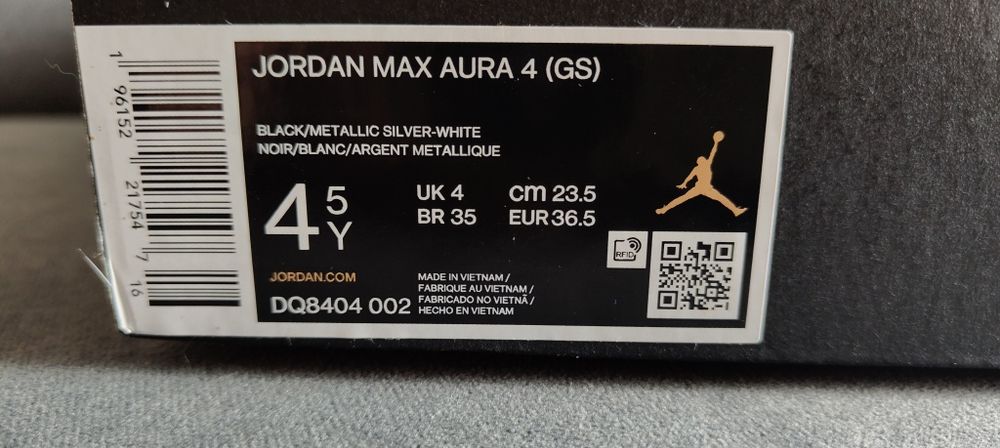 JORDAN MAX AURA 4 (GS)
BLACK/METALLIC SILVER-WHITE
NOIR/BLANC/ARGENT METALLIQUE
4 5 Y
UK 4 cm 23.5
BR 35 EUR 36.5
RFID
JORDAN.COM
DQ8404 002
MADE IN VIETNAM /
FABRIQUE AU VIETNAM /
FABRICADO NO VIETNÃ /
HECHO EN VIETNAM
1 96152 21754 7 16